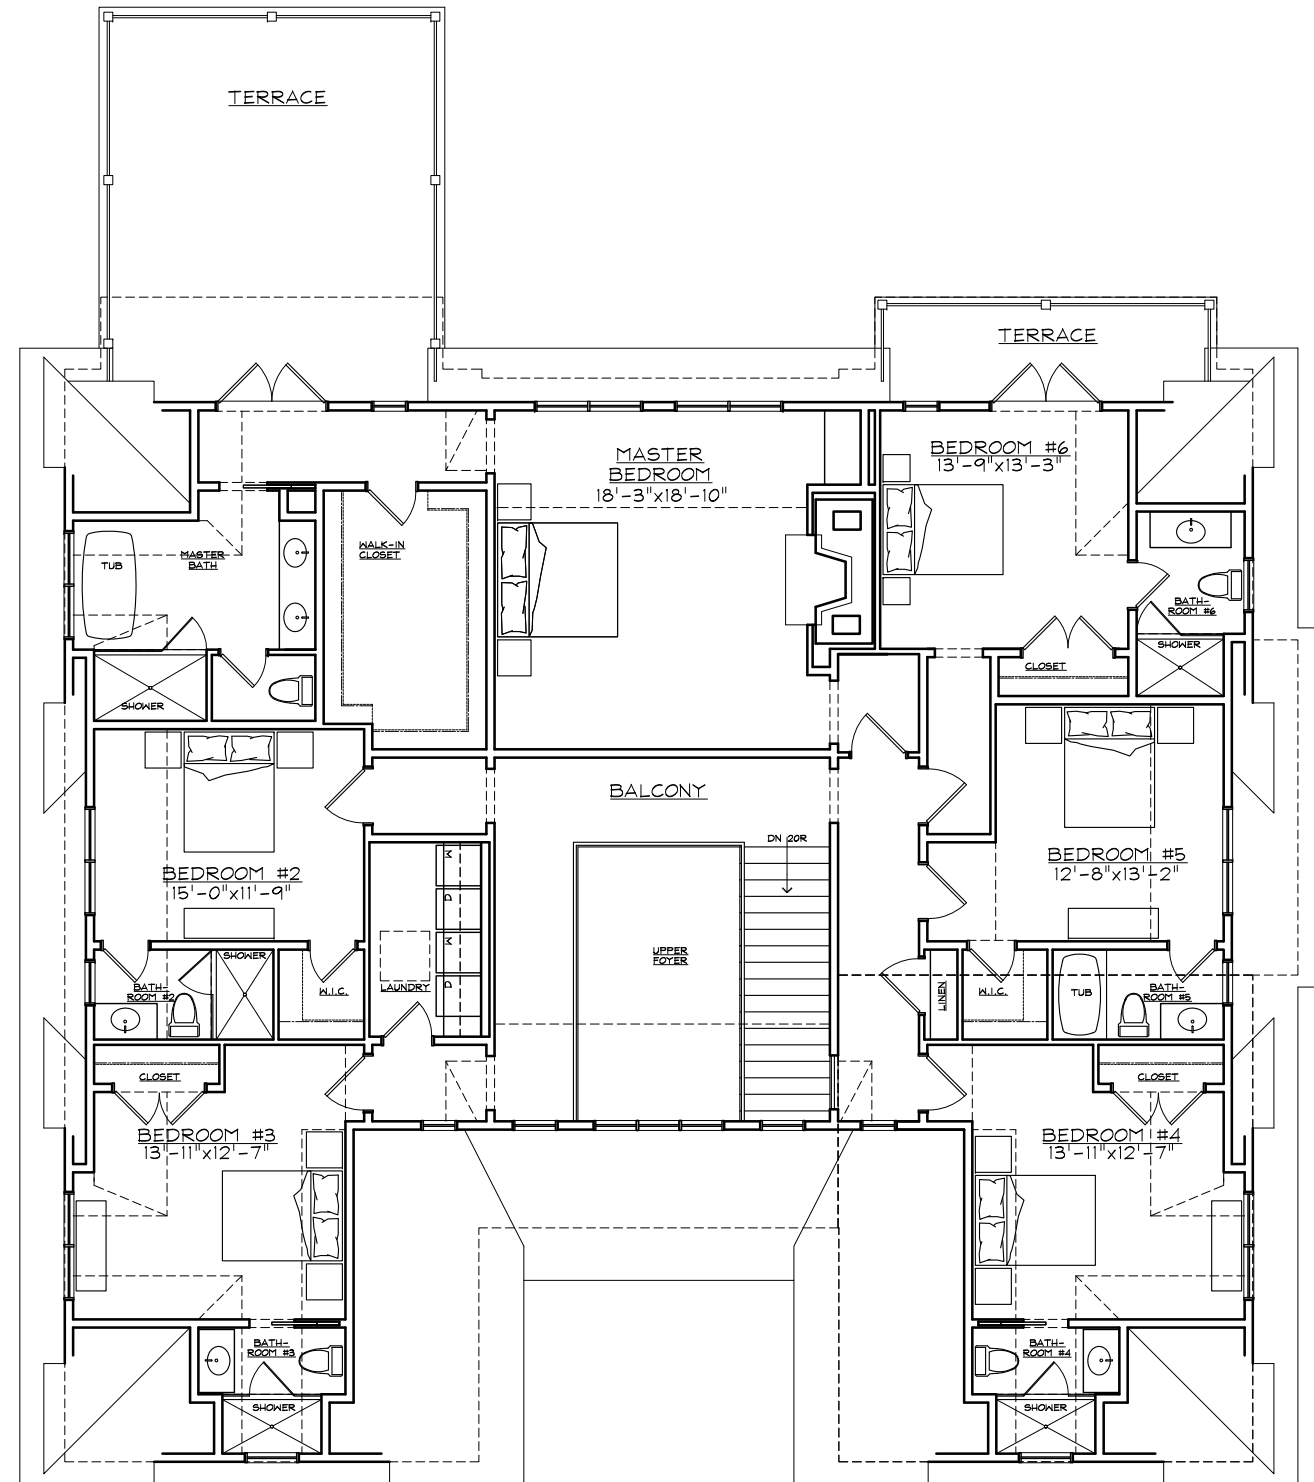 TERRACE
TERRACE
MASTER
BEDROOM
18'-3"x18'-10"
BEDROOM #6
13'-9"x13'-3"
WALK-IN
CLOSET
MASTER
BATH
TUB
BATH-
ROOM #6
SHOWER
CLOSET
SHOWER
BALCONY
DN 20R
BEDROOM #2
15'-0"x11'-9"
BEDROOM #5
12'-8"x13'-2"
M
D
M
D
LAUNDRY
UPPER
FOYER
SHOWER
BATH-
ROOM #2
W.I.C.
LINEN
W.I.C.
TUB
BATH-
ROOM #5
CLOSET
CLOSET
BEDROOM #3
13'-11"x12'-7"
BEDROOM #4
13'-11"x12'-7"
BATH-
ROOM #3
BATH-
ROOM #4
SHOWER
SHOWER